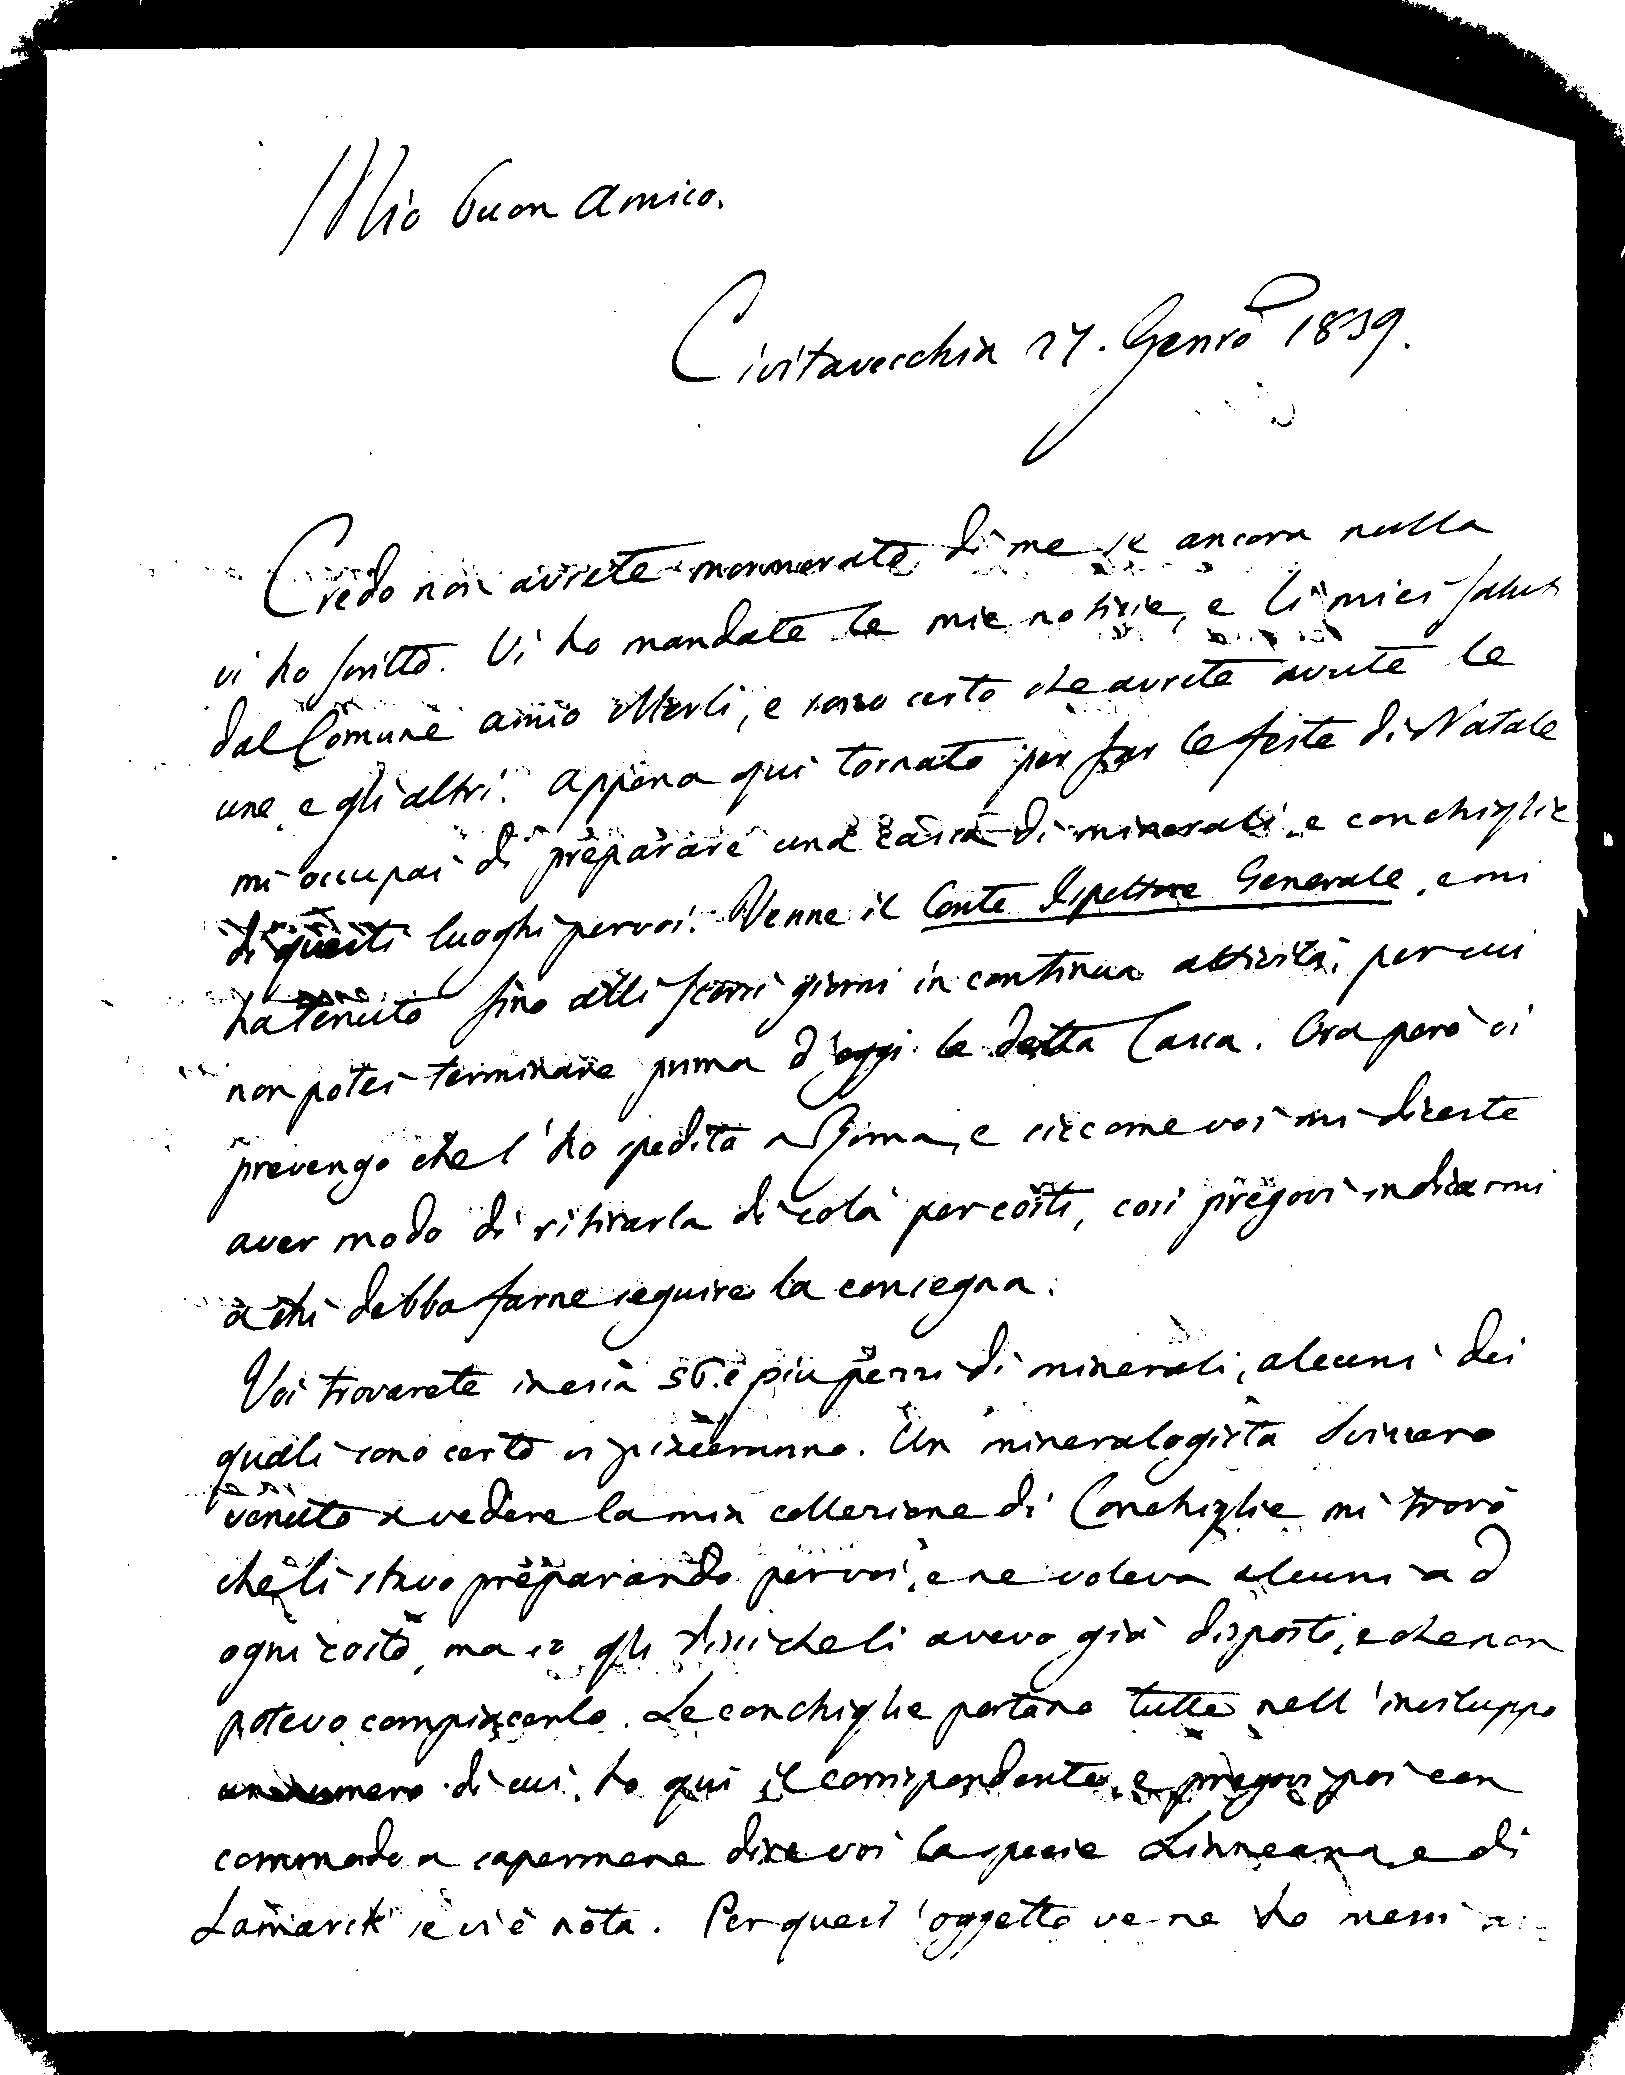 Mio buon Amico.
Civitavecchia 27. Genro 1839.
Credo non avrete mormorato di me se ancora nulla
vi ho scritto. Vi ho mandate le mie notizie, e li miei saluti
dal Comune amico Merli, e sono certo che avrete avute le
une, e gli altri. Appena qui tornato per far le feste di Natale
mi occupai di preparare una cassa di minerali e conchiglie
di questi luoghi per voi. Venne il Conte Ispettore Generale, e mi
ha tenuto fino alli scorsi giorni in continua attività, per cui
non potei terminare prima d'oggi la detta Cassa. Ora però vi
prevengo che l'ho spedita a Roma, e siccome voi mi diceste
aver modo di ritirarla di colà per costì, così pregovi indicarmi
a chi debba farne seguire la consegna.
Voi trovarete in essa 56. e più pezzi di minerali, alcuni dei
quali sono certo vi piaceranno. Un mineralogista Svizzero
venuto a vedere la mia collezione di Conchiglie mi trovò
che li stavo preparando per voi, e ne voleva alcuni ad
ogni costo, ma io gli dissi che li avevo già disposti, e che non
potevo compiacerlo. Le conchiglie portano tutte nell'inviluppo
un numero di cui ho qui il corrispondente, e pregovi poi con
commodo a sapermene dire voi la specie Linneana, e di
Lamarck se vi è nota. Per quest'oggetto ve ne ho messi